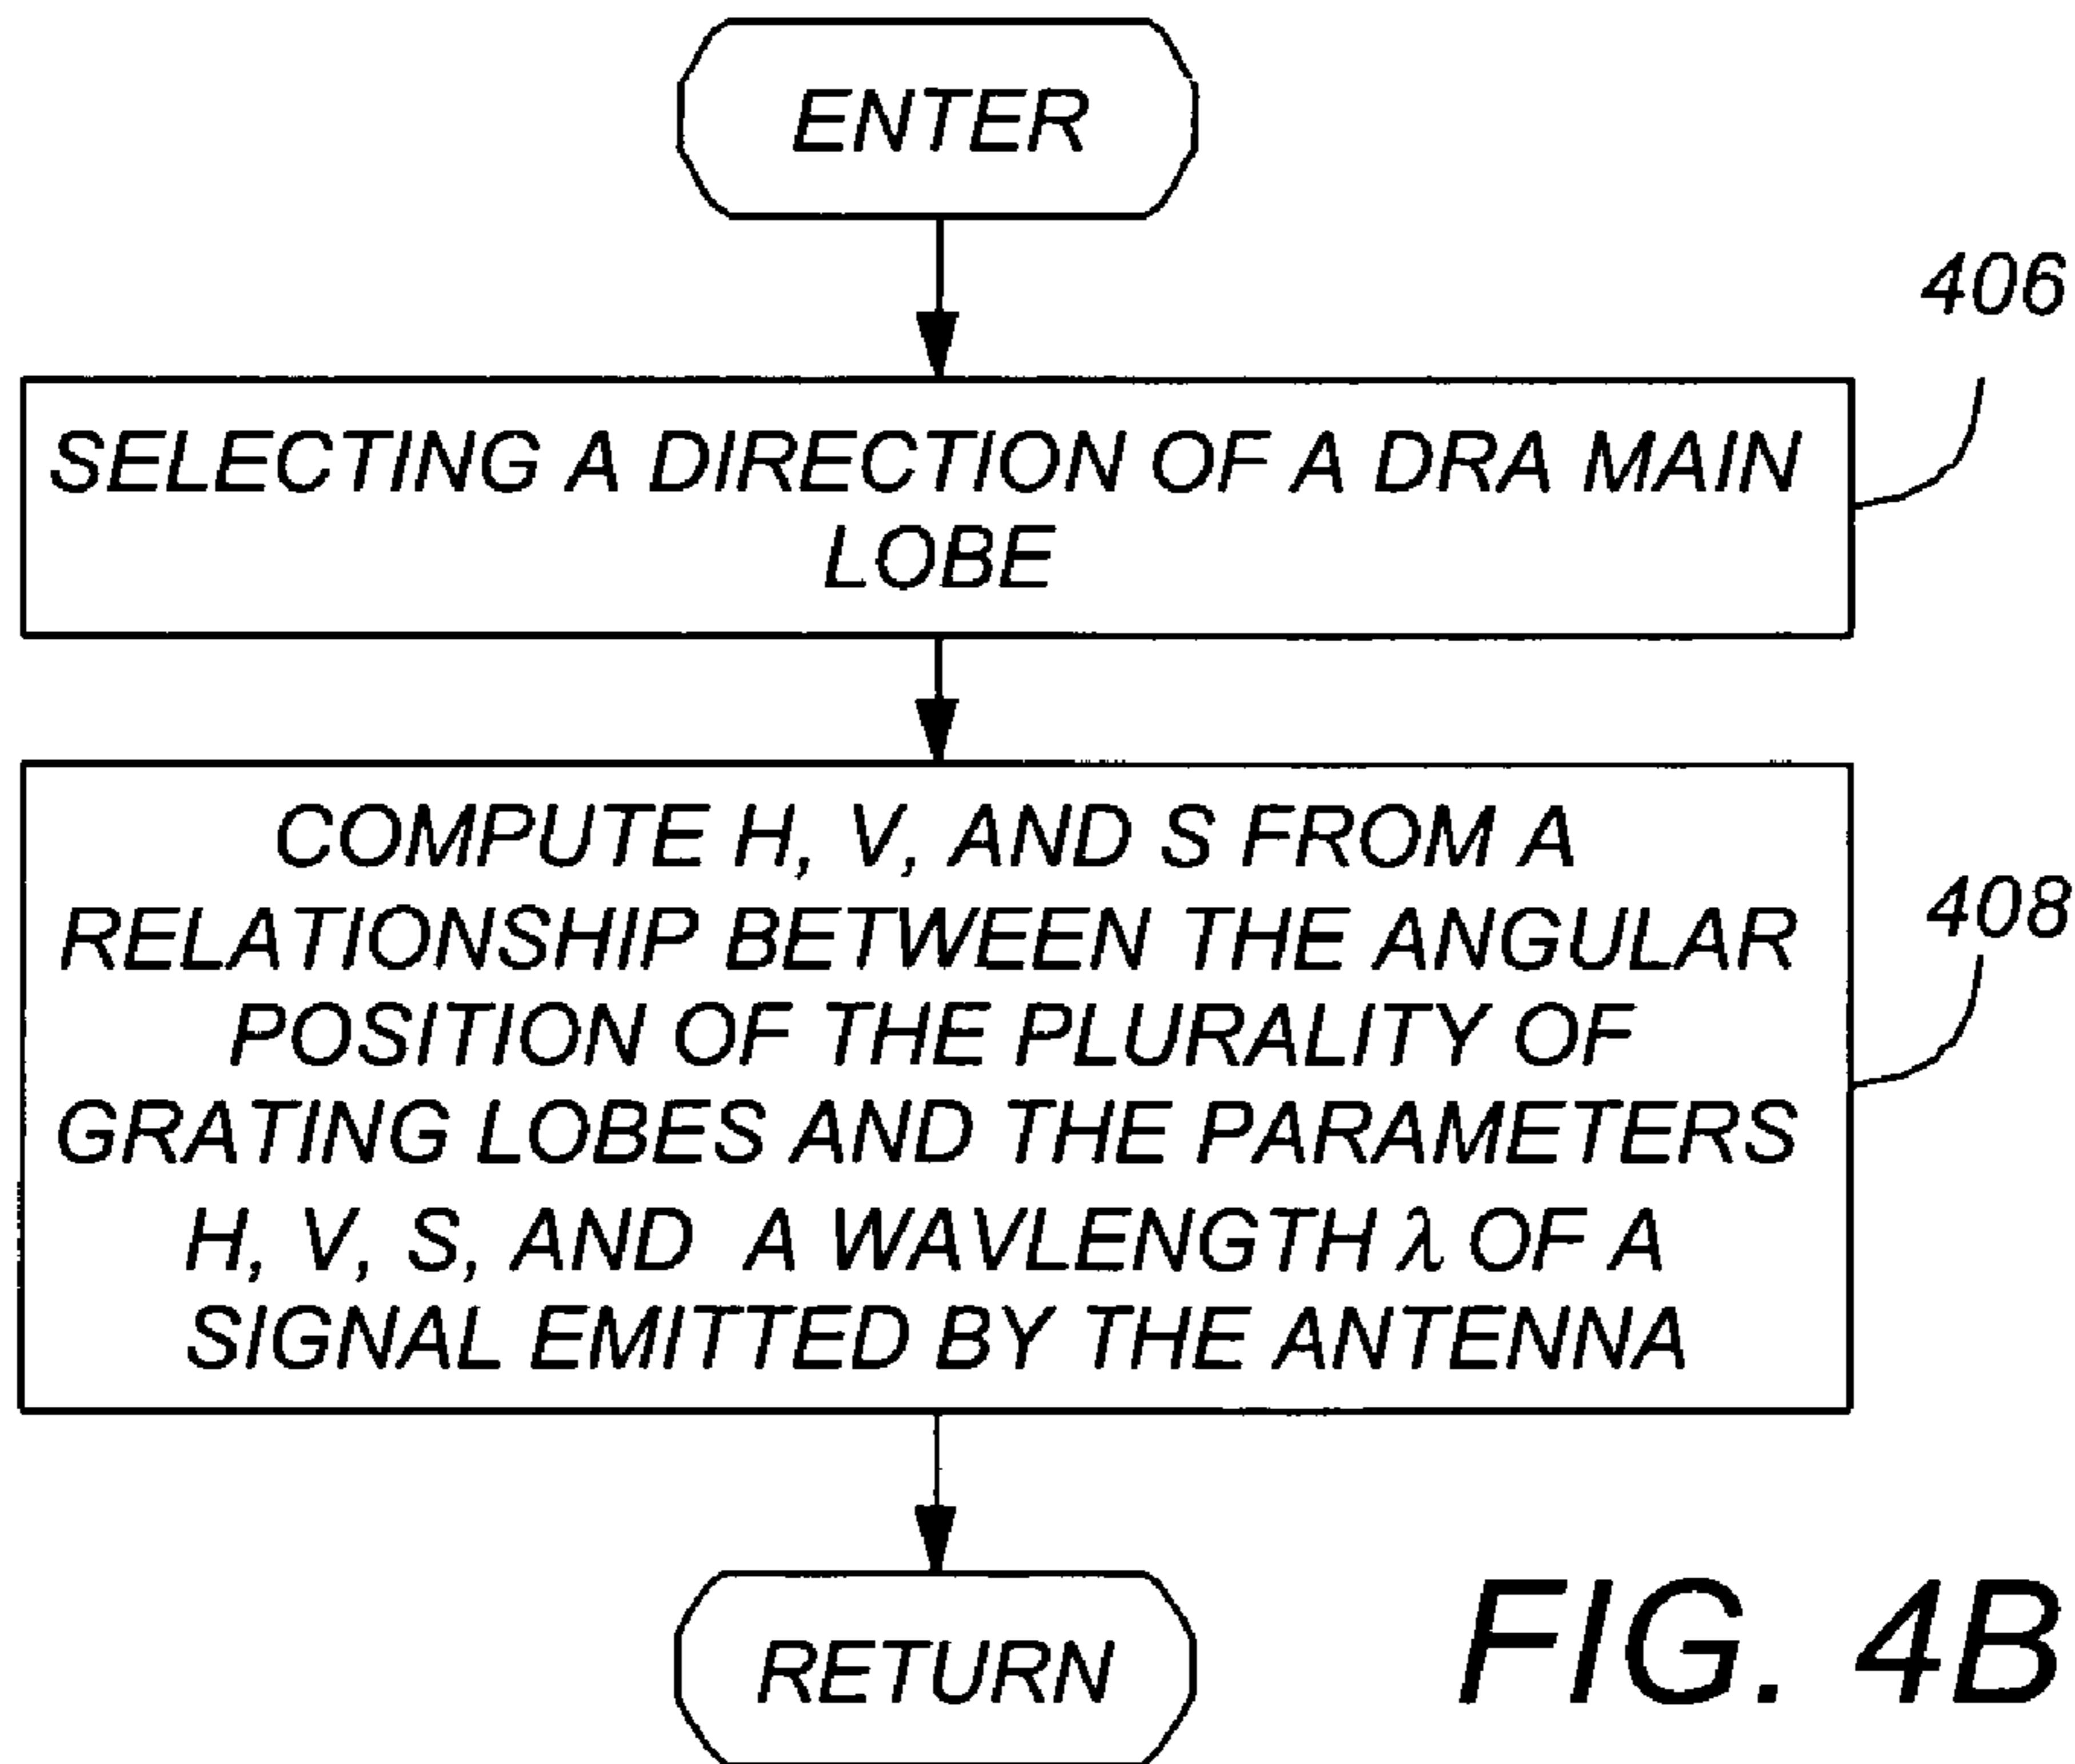 ENTER
406
SELECTING A DIRECTION OF A DRA MAIN
LOBE
COMPUTE H, V, AND S FROM A
RELATIONSHIP BETWEEN THE ANGULAR
POSITION OF THE PLURALITY OF
GRATING LOBES AND THE PARAMETERS
H, V, S, AND A WAVLENGTH λ OF A
SIGNAL EMITTED BY THE ANTENNA
408
RETURN
FIG. 4B